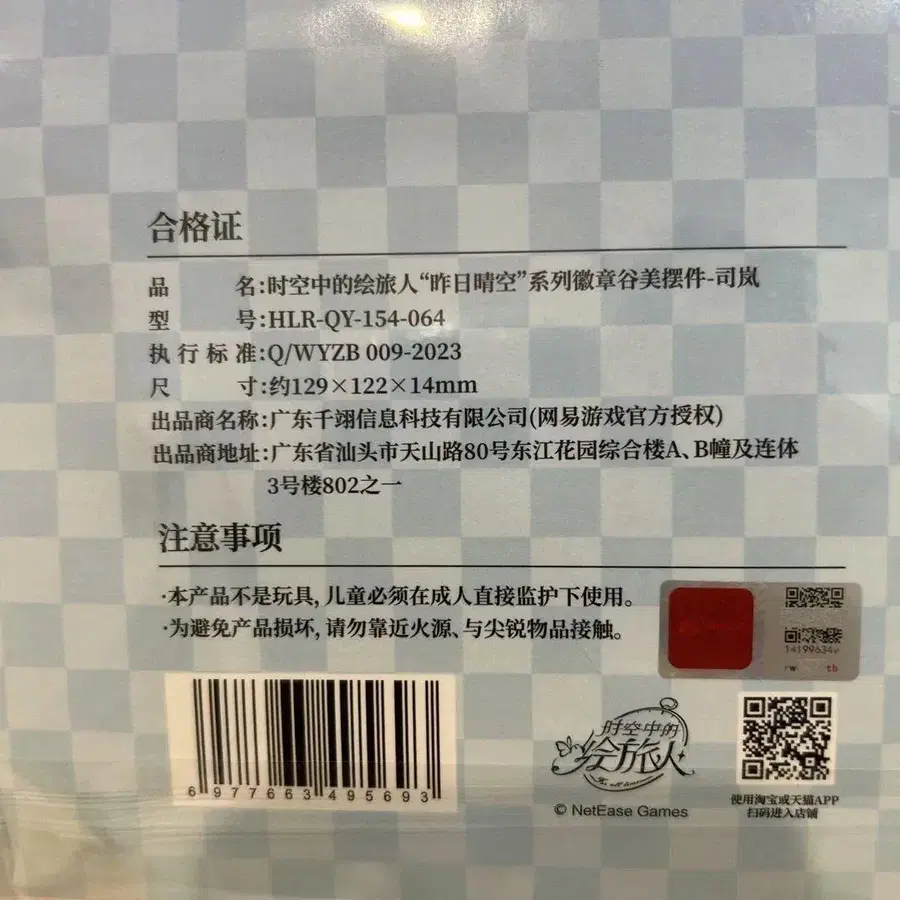 合格证
品 名:时空中的绘旅人“昨日晴空”系列徽章谷美摆件-司岚
型 号:HLR-QY-154-064
执行标准:Q/WYZB 009-2023
尺 寸:约129×122×14mm
出品商名称:广东千翊信息科技有限公司(网易游戏官方授权)
出品商地址:广东省汕头市天山路80号东江花园综合楼A、B幢及连体
3号楼802之一
注意事项
·本产品不是玩具,儿童必须在成人直接监护下使用。
·为避免产品损坏,请勿靠近火源、与尖锐物品接触。
14199634
rw tb
6977663495693
时空中的
绘旅人
© NetEase Games
使用淘宝或天猫APP
扫码进入店铺